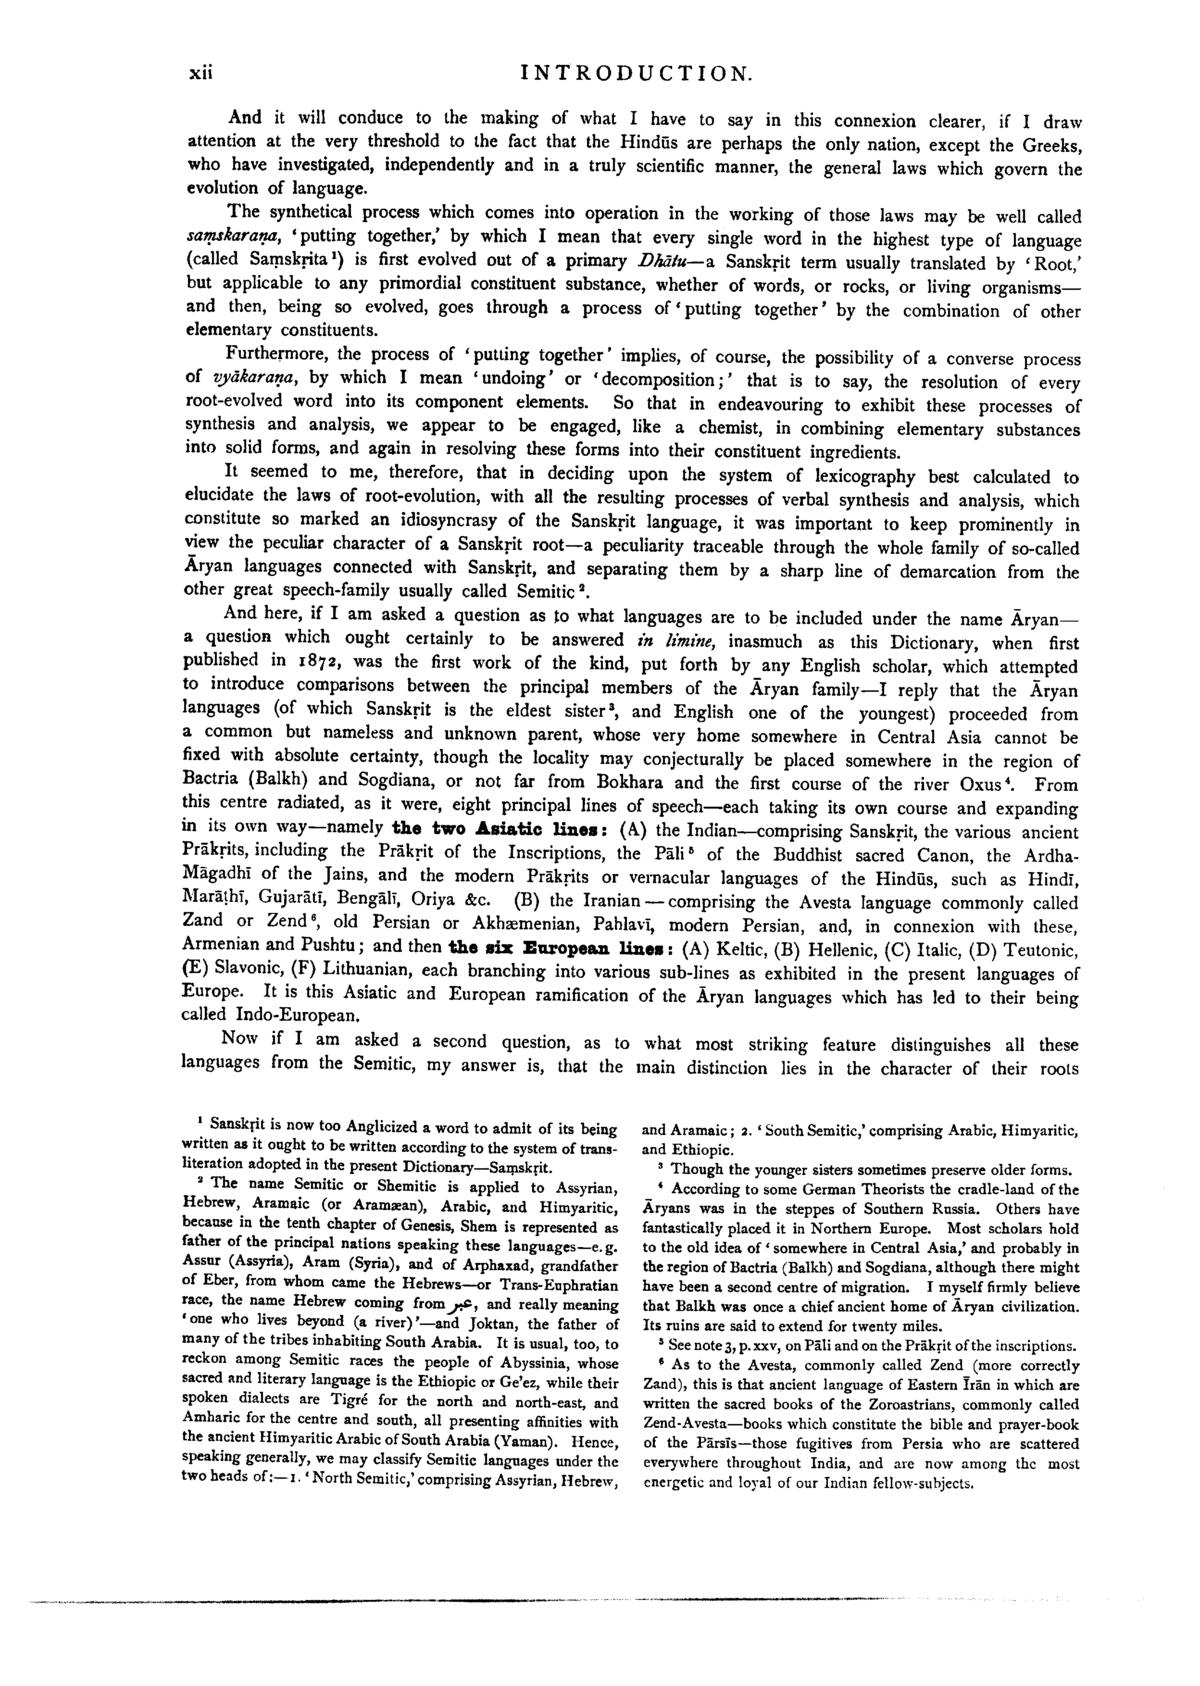 xii
INTRODUCTION.
And it will conduce to the making of what I have to say in this connexion clearer, if I draw
attention at the very threshold to the fact that the Hindūs are perhaps the only nation, except the Greeks,
who have investigated, independently and in a truly scientific manner, the general laws which govern the
evolution of language.
The synthetical process which comes into operation in the working of those laws may be well called
saṃskaraṇa, ‘putting together,’ by which I mean that every single word in the highest type of language
(called Saṃskṛita¹) is first evolved out of a primary Dhātu—a Sanskṛit term usually translated by ‘Root,’
but applicable to any primordial constituent substance, whether of words, or rocks, or living organisms—
and then, being so evolved, goes through a process of ‘putting together’ by the combination of other
elementary constituents.
Furthermore, the process of ‘putting together’ implies, of course, the possibility of a converse process
of vyākaraṇa, by which I mean ‘undoing’ or ‘decomposition;’ that is to say, the resolution of every
root-evolved word into its component elements. So that in endeavouring to exhibit these processes of
synthesis and analysis, we appear to be engaged, like a chemist, in combining elementary substances
into solid forms, and again in resolving these forms into their constituent ingredients.
It seemed to me, therefore, that in deciding upon the system of lexicography best calculated to
elucidate the laws of root-evolution, with all the resulting processes of verbal synthesis and analysis, which
constitute so marked an idiosyncrasy of the Sanskṛit language, it was important to keep prominently in
view the peculiar character of a Sanskṛit root—a peculiarity traceable through the whole family of so-called
Āryan languages connected with Sanskṛit, and separating them by a sharp line of demarcation from the
other great speech-family usually called Semitic².
And here, if I am asked a question as to what languages are to be included under the name Āryan—
a question which ought certainly to be answered in limine, inasmuch as this Dictionary, when first
published in 1872, was the first work of the kind, put forth by any English scholar, which attempted
to introduce comparisons between the principal members of the Āryan family—I reply that the Āryan
languages (of which Sanskṛit is the eldest sister³, and English one of the youngest) proceeded from
a common but nameless and unknown parent, whose very home somewhere in Central Asia cannot be
fixed with absolute certainty, though the locality may conjecturally be placed somewhere in the region of
Bactria (Balkh) and Sogdiana, or not far from Bokhara and the first course of the river Oxus⁴. From
this centre radiated, as it were, eight principal lines of speech—each taking its own course and expanding
in its own way—namely the two Asiatic lines: (A) the Indian—comprising Sanskṛit, the various ancient
Prākṛits, including the Prākṛit of the Inscriptions, the Pāli⁵ of the Buddhist sacred Canon, the Ardha-
Māgadhī of the Jains, and the modern Prākṛits or vernacular languages of the Hindūs, such as Hindī,
Marāṭhī, Gujarātī, Bengālī, Oriya &c. (B) the Iranian—comprising the Avesta language commonly called
Zand or Zend⁶, old Persian or Akhæmenian, Pahlavī, modern Persian, and, in connexion with these,
Armenian and Pushtu; and then the six European lines: (A) Keltic, (B) Hellenic, (C) Italic, (D) Teutonic,
(E) Slavonic, (F) Lithuanian, each branching into various sub-lines as exhibited in the present languages of
Europe. It is this Asiatic and European ramification of the Āryan languages which has led to their being
called Indo-European.
Now if I am asked a second question, as to what most striking feature distinguishes all these
languages from the Semitic, my answer is, that the main distinction lies in the character of their roots
¹ Sanskṛit is now too Anglicized a word to admit of its being
written as it ought to be written according to the system of trans-
literation adopted in the present Dictionary—Saṃskṛit.
² The name Semitic or Shemitic is applied to Assyrian,
Hebrew, Aramaic (or Aramæan), Arabic, and Himyaritic,
because in the tenth chapter of Genesis, Shem is represented as
father of the principal nations speaking these languages—e.g.
Assur (Assyria), Aram (Syria), and of Arphaxad, grandfather
of Eber, from whom came the Hebrews—or Trans-Euphratian
race, the name Hebrew coming from عبر, and really meaning
‘one who lives beyond (a river)’—and Joktan, the father of
many of the tribes inhabiting South Arabia. It is usual, too, to
reckon among Semitic races the people of Abyssinia, whose
sacred and literary language is the Ethiopic or Ge’ez, while their
spoken dialects are Tigré for the north and north-east, and
Amharic for the centre and south, all presenting affinities with
the ancient Himyaritic Arabic of South Arabia (Yaman). Hence,
speaking generally, we may classify Semitic languages under the
two heads of:—1. ‘North Semitic,’ comprising Assyrian, Hebrew,
and Aramaic; 2. ‘South Semitic,’ comprising Arabic, Himyaritic,
and Ethiopic.
³ Though the younger sisters sometimes preserve older forms.
⁴ According to some German Theorists the cradle-land of the
Āryans was in the steppes of Southern Russia. Others have
fantastically placed it in Northern Europe. Most scholars hold
to the old idea of ‘somewhere in Central Asia,’ and probably in
the region of Bactria (Balkh) and Sogdiana, although there might
have been a second centre of migration. I myself firmly believe
that Balkh was once a chief ancient home of Āryan civilization.
Its ruins are said to extend for twenty miles.
⁵ See note 3, p. xxv, on Pāli and on the Prākṛit of the inscriptions.
⁶ As to the Avesta, commonly called Zend (more correctly
Zand), this is that ancient language of Eastern Īrān in which are
written the sacred books of the Zoroastrians, commonly called
Zend-Avesta—books which constitute the bible and prayer-book
of the Pārsīs—those fugitives from Persia who are scattered
everywhere throughout India, and are now among the most
energetic and loyal of our Indian fellow-subjects.